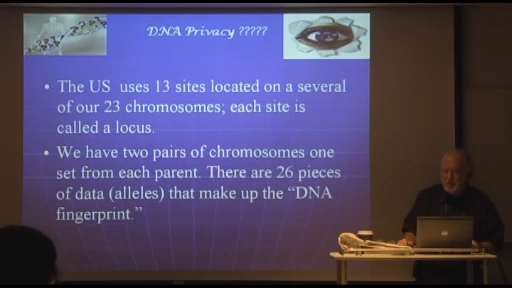 DNA Privacy ?????
• The US uses 13 sites located on a several
of our 23 chromosomes; each site is
called a locus.
• We have two pairs of chromosomes one
set from each parent. There are 26 pieces
of data (alleles) that make up the “DNA
fingerprint.”